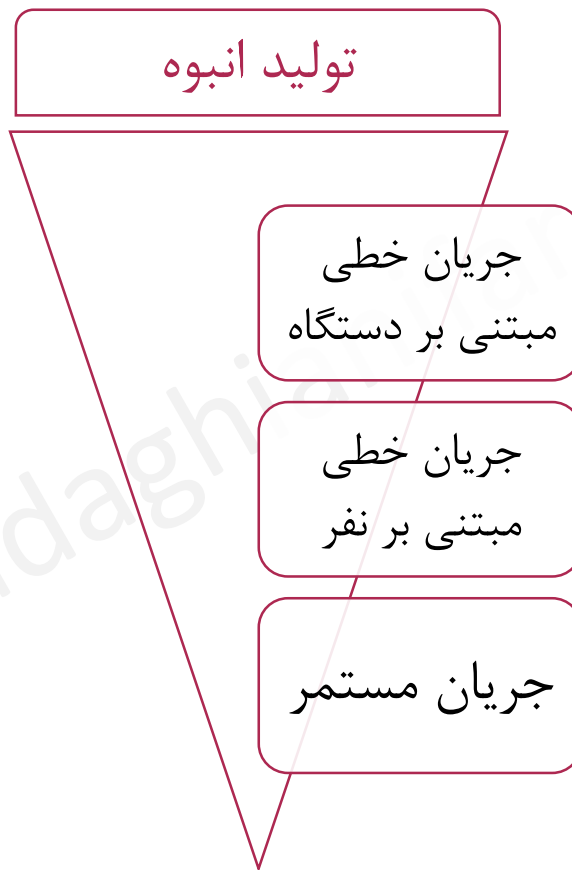 تولید انبوه
جریان خطی
مبتنی بر دستگاه
جریان خطی
مبتنی بر نفر
جریان مستمر